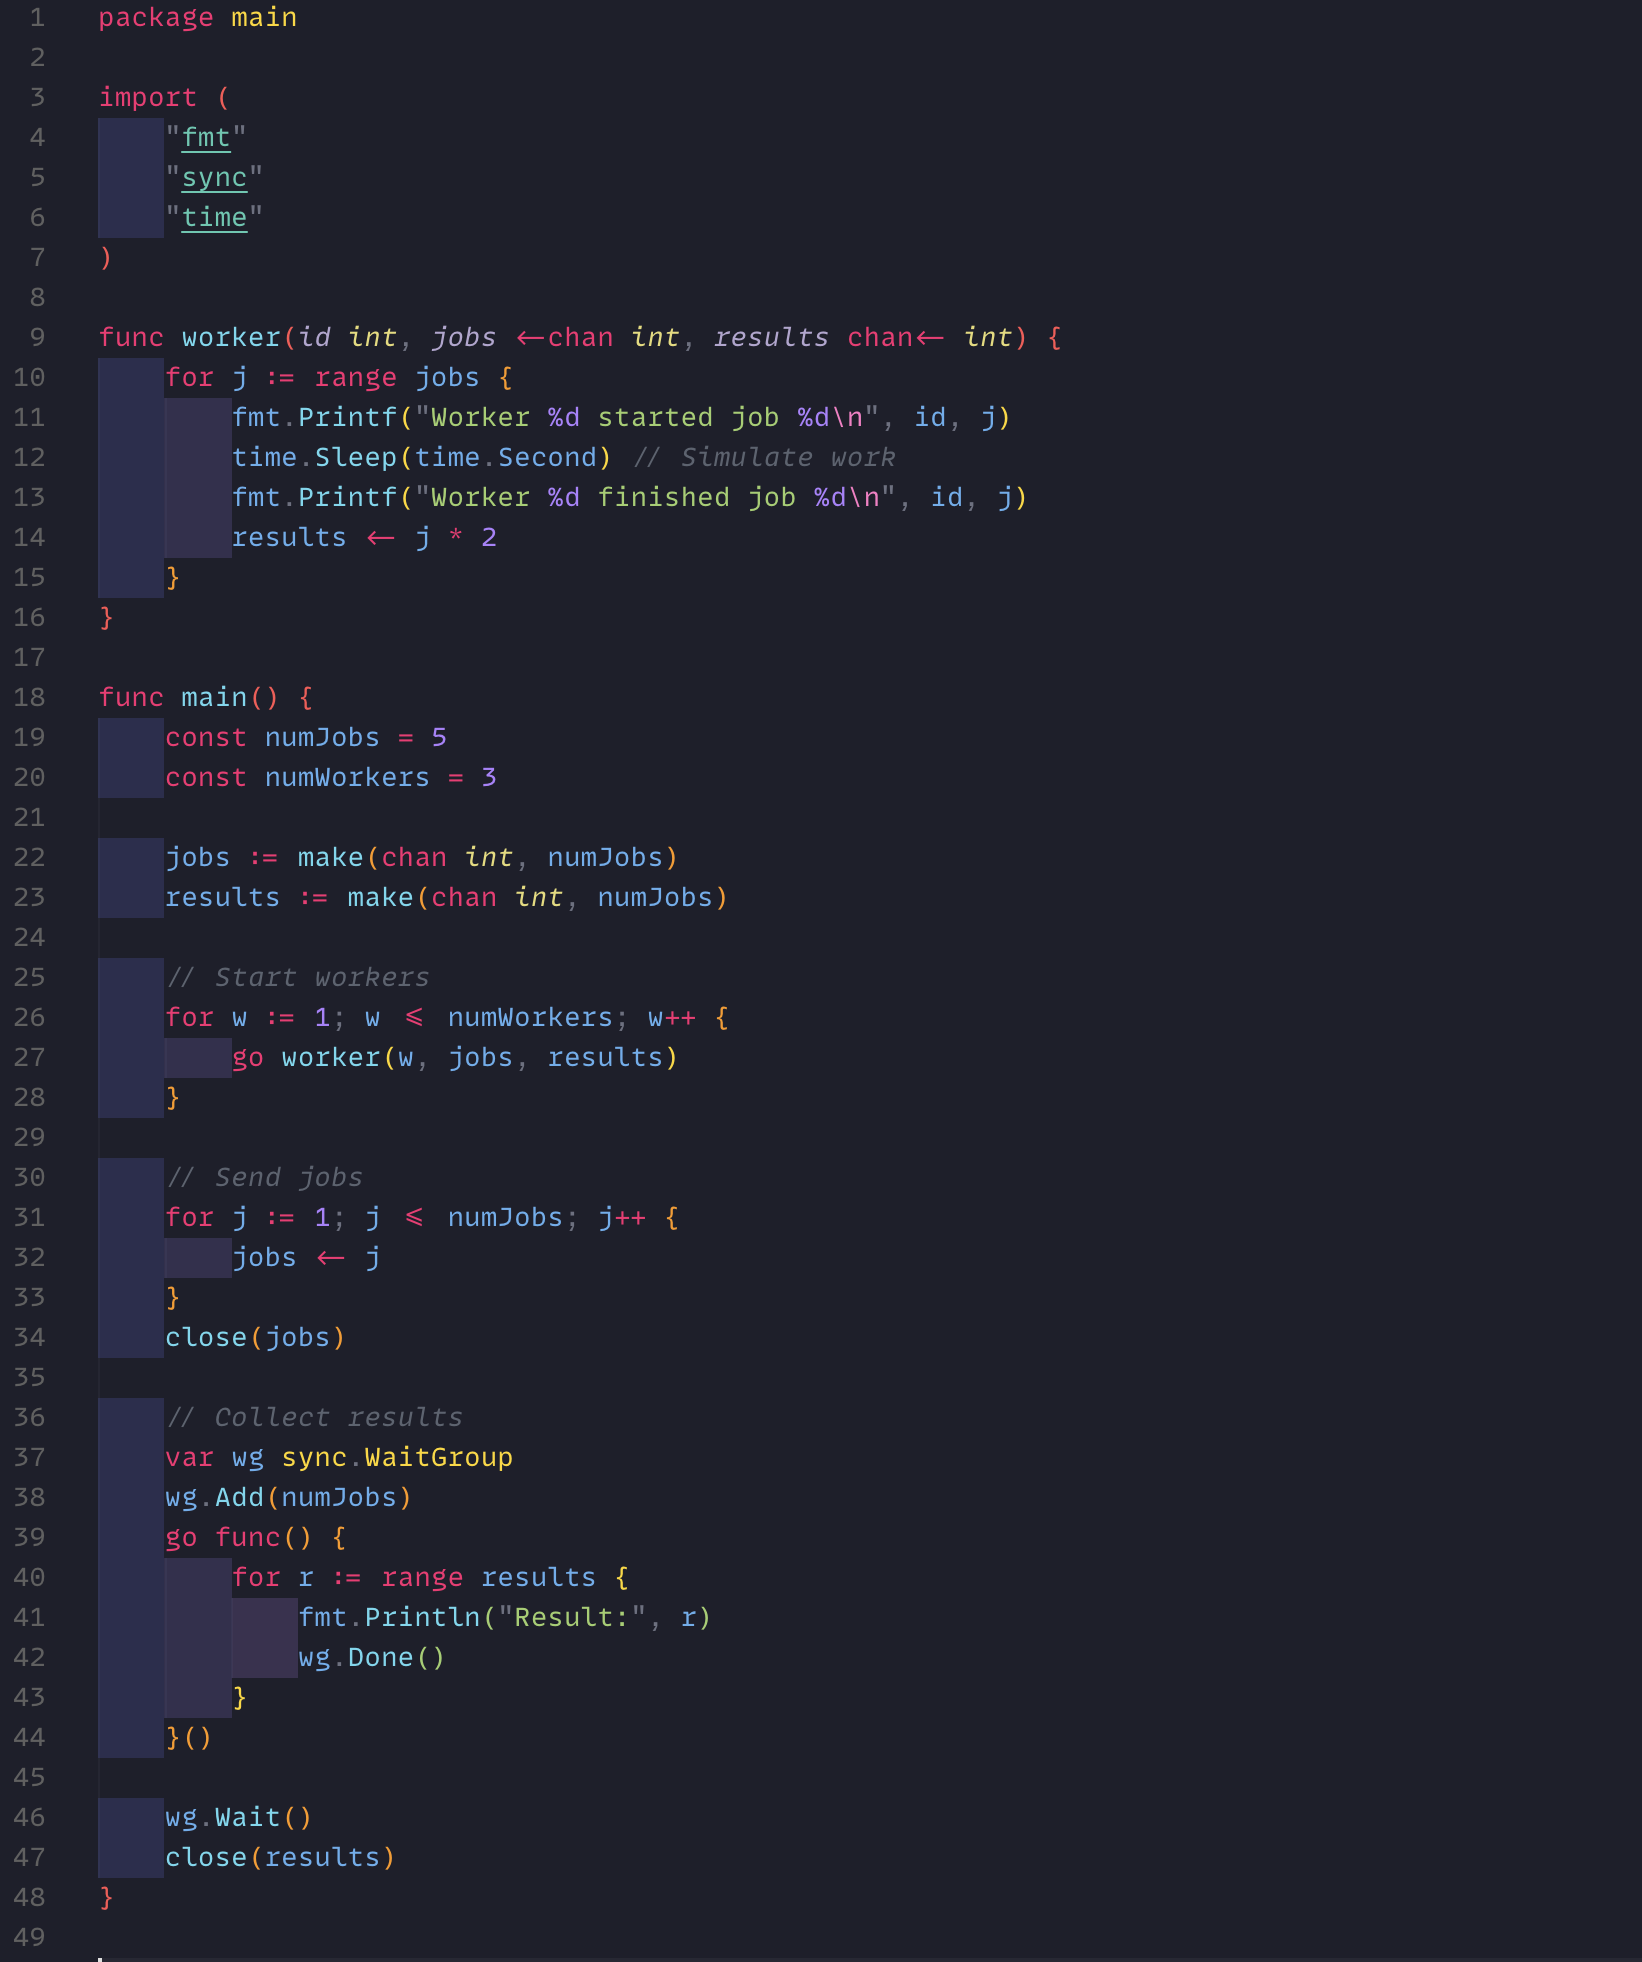 1 package main
2
3 import (
4     "fmt"
5     "sync"
6     "time"
7 )
8
9 func worker(id int, jobs <-chan int, results chan<- int) {
10     for j := range jobs {
11         fmt.Printf("Worker %d started job %d\n", id, j)
12         time.Sleep(time.Second) // Simulate work
13         fmt.Printf("Worker %d finished job %d\n", id, j)
14         results <- j * 2
15     }
16 }
17
18 func main() {
19     const numJobs = 5
20     const numWorkers = 3
21
22     jobs := make(chan int, numJobs)
23     results := make(chan int, numJobs)
24
25     // Start workers
26     for w := 1; w <= numWorkers; w++ {
27         go worker(w, jobs, results)
28     }
29
30     // Send jobs
31     for j := 1; j <= numJobs; j++ {
32         jobs <- j
33     }
34     close(jobs)
35
36     // Collect results
37     var wg sync.WaitGroup
38     wg.Add(numJobs)
39     go func() {
40         for r := range results {
41             fmt.Println("Result:", r)
42             wg.Done()
43         }
44     }()
45
46     wg.Wait()
47     close(results)
48 }
49